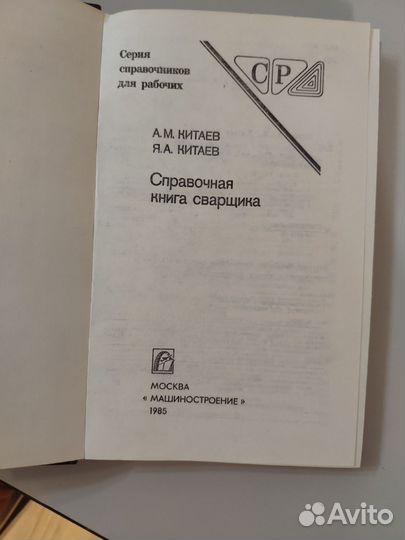 Серия
справочников
для рабочих
СР
А.М. КИТАЕВ
Я.А. КИТАЕВ
Справочная
книга сварщика
МОСКВА
« МАШИНОСТРОЕНИЕ »
1985
Avito